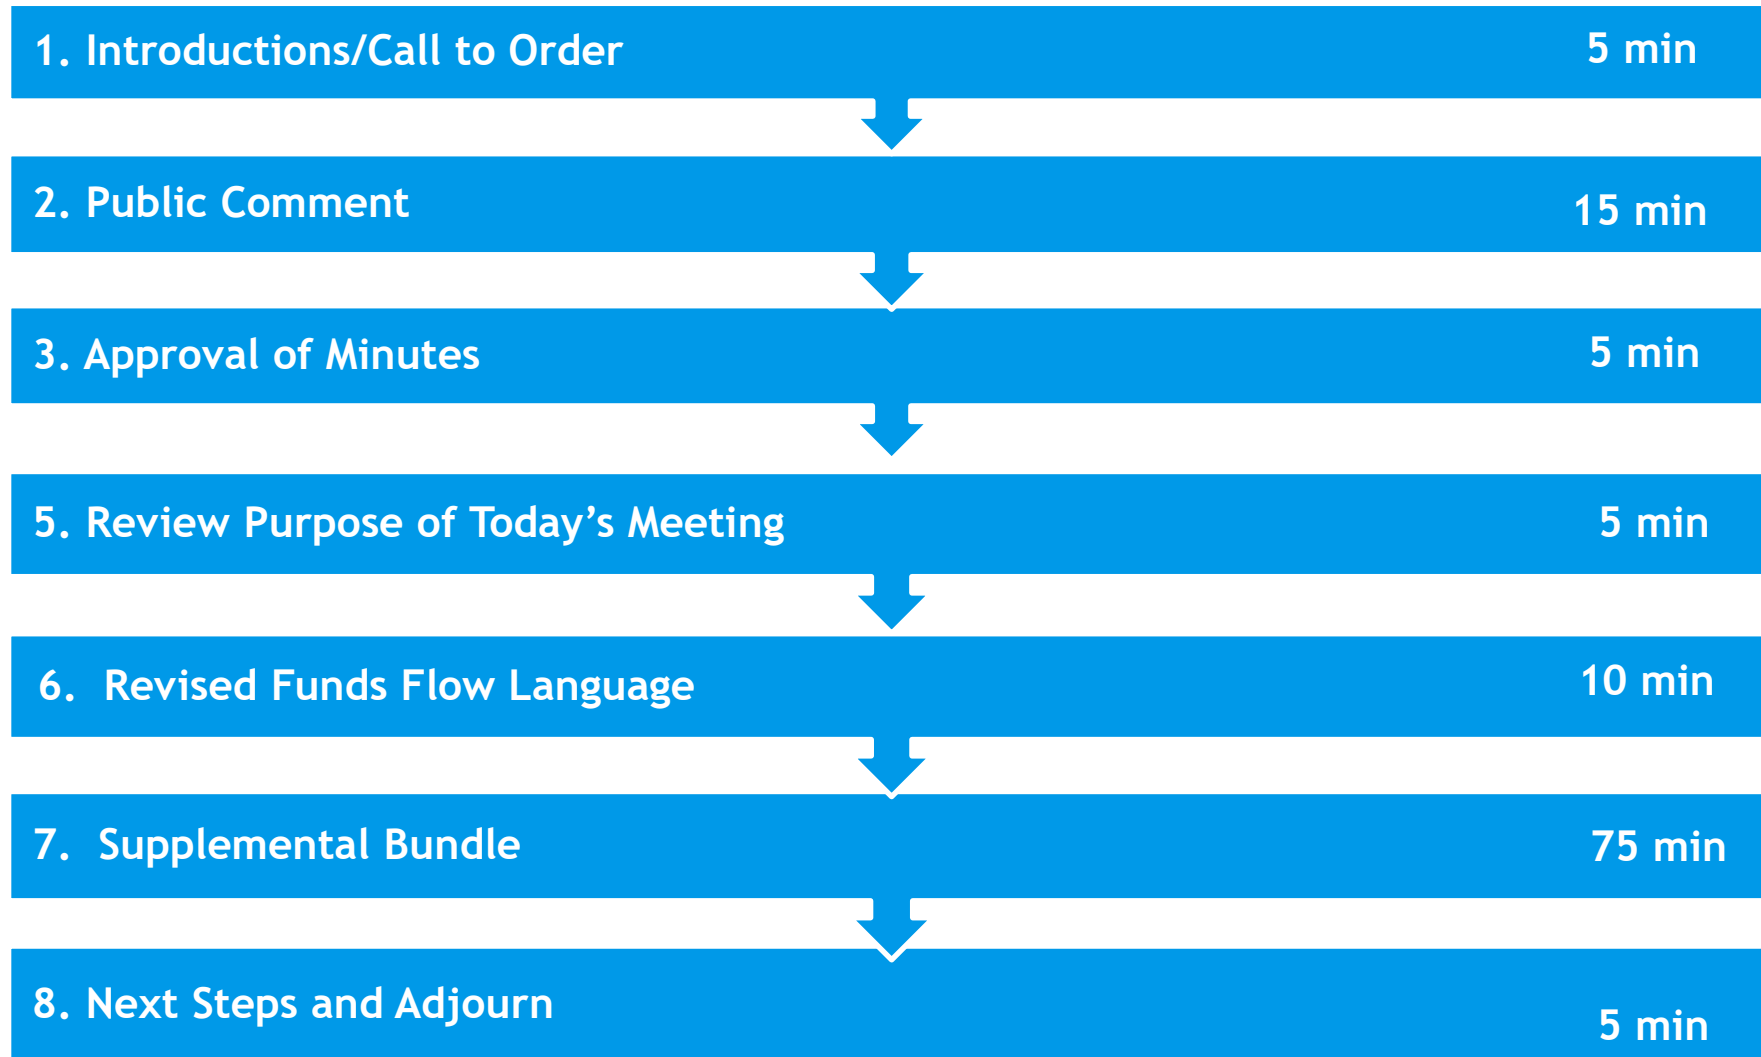 1. Introductions/Call to Order 5 min
2. Public Comment 15 min
3. Approval of Minutes 5 min
5. Review Purpose of Today’s Meeting 5 min
6. Revised Funds Flow Language 10 min
7. Supplemental Bundle 75 min
8. Next Steps and Adjourn 5 min